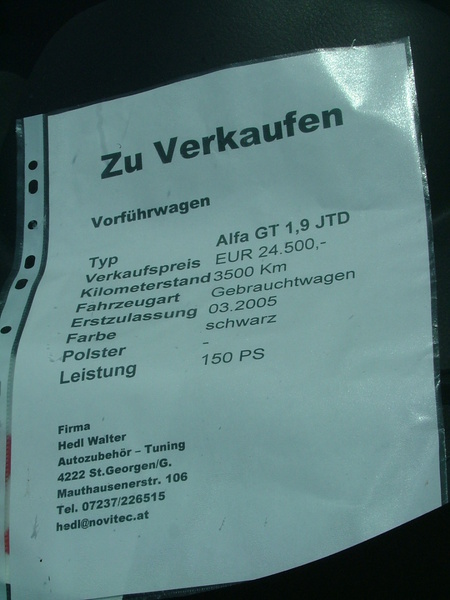 Zu Verkaufen
Vorführwagen
Typ Alfa GT 1,9 JTD
Verkaufspreis EUR 24.500,-
Kilometerstand 3500 Km
Fahrzeugart Gebrauchtwagen
Erstzulassung 03.2005
Farbe schwarz
Polster -
Leistung 150 PS
Firma
Hedl Walter
Autozubehör – Tuning
4222 St.Georgen/G.
Mauthausenerstr. 106
Tel. 07237/226515
hedl@novitec.at